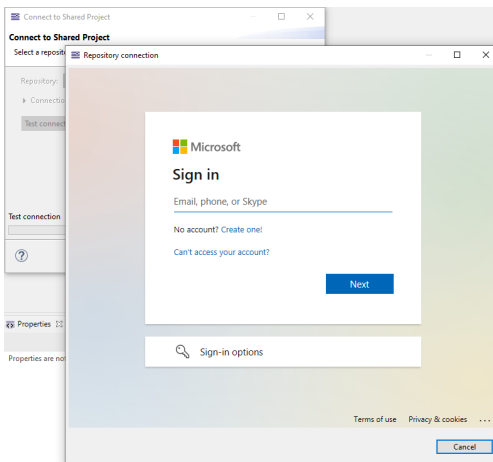 Connect to Shared Project
Connect to Shared Project
Select a reposit
Repository:
Connectio
Test connect
Test connection
Properties
Properties are not
Repository connection
Microsoft
Sign in
Email, phone, or Skype
No account? Create one!
Can't access your account?
Next
Sign-in options
Terms of use Privacy & cookies ...
Cancel